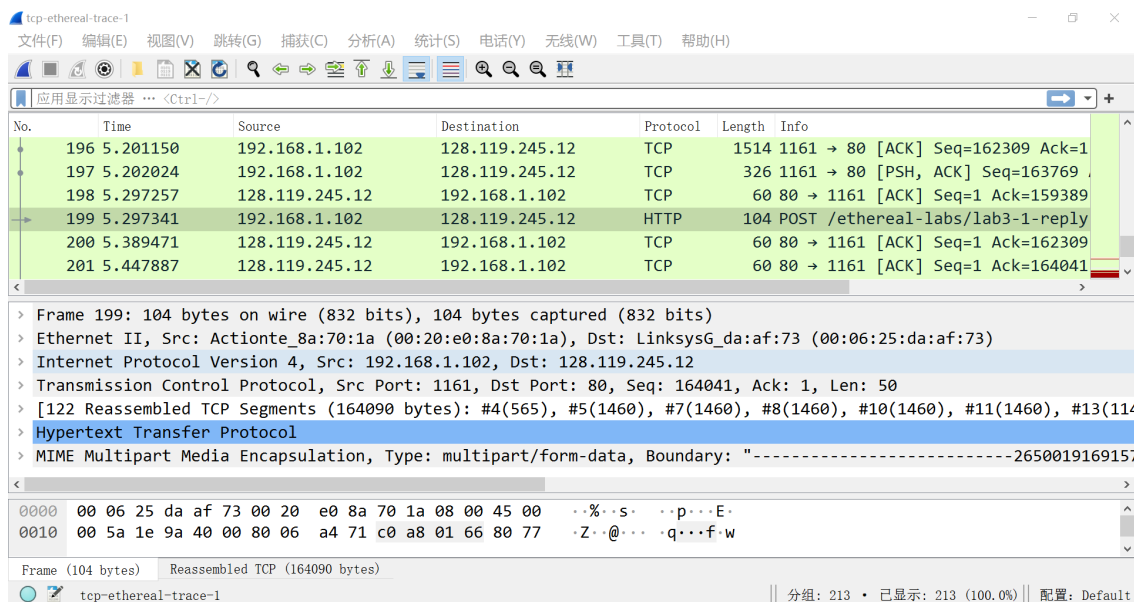 tcp-ethereal-trace-1
文件(F) 编辑(E) 视图(V) 跳转(G) 捕获(C) 分析(A) 统计(S) 电话(Y) 无线(W) 工具(T) 帮助(H)
应用显示过滤器 … <Ctrl-/>
No. Time Source Destination Protocol Length Info
196 5.201150 192.168.1.102 128.119.245.12 TCP 1514 1161 → 80 [ACK] Seq=162309 Ack=1
197 5.202024 192.168.1.102 128.119.245.12 TCP 326 1161 → 80 [PSH, ACK] Seq=163769
198 5.297257 128.119.245.12 192.168.1.102 TCP 60 80 → 1161 [ACK] Seq=1 Ack=159389
199 5.297341 192.168.1.102 128.119.245.12 HTTP 104 POST /ethereal-labs/lab3-1-reply
200 5.389471 128.119.245.12 192.168.1.102 TCP 60 80 → 1161 [ACK] Seq=1 Ack=162309
201 5.447887 128.119.245.12 192.168.1.102 TCP 60 80 → 1161 [ACK] Seq=1 Ack=164041
Frame 199: 104 bytes on wire (832 bits), 104 bytes captured (832 bits)
Ethernet II, Src: Actionte_8a:70:1a (00:20:e0:8a:70:1a), Dst: LinksysG_da:af:73 (00:06:25:da:af:73)
Internet Protocol Version 4, Src: 192.168.1.102, Dst: 128.119.245.12
Transmission Control Protocol, Src Port: 1161, Dst Port: 80, Seq: 164041, Ack: 1, Len: 50
[122 Reassembled TCP Segments (164090 bytes): #4(565), #5(1460), #7(1460), #8(1460), #10(1460), #11(1460), #13(114
Hypertext Transfer Protocol
MIME Multipart Media Encapsulation, Type: multipart/form-data, Boundary: "---------------------------2650019169157
0000 00 06 25 da af 73 00 20 e0 8a 70 1a 08 00 45 00 ··%··s· ··p···E·
0010 00 5a 1e 9a 40 00 80 06 a4 71 c0 a8 01 66 80 77 ·Z··@··· ·q···f·w
Frame (104 bytes) Reassembled TCP (164090 bytes)
tcp-ethereal-trace-1 分组: 213 · 已显示: 213 (100.0%) 配置: Default